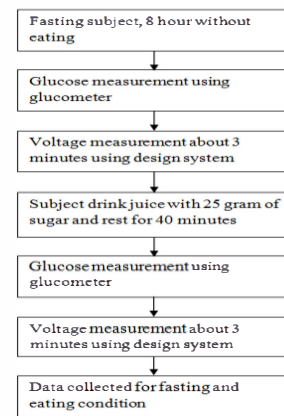 Fasting subject, 8 hour without
eating
Glucose measurement using
glucometer
Voltage measurement about 3
minutes using design system
Subject drink juice with 25 gram of
sugar and rest for 40 minutes
Glucose measurement using
glucometer
Voltage measurement about 3
minutes using design system
Data collected for fasting and
eating condition